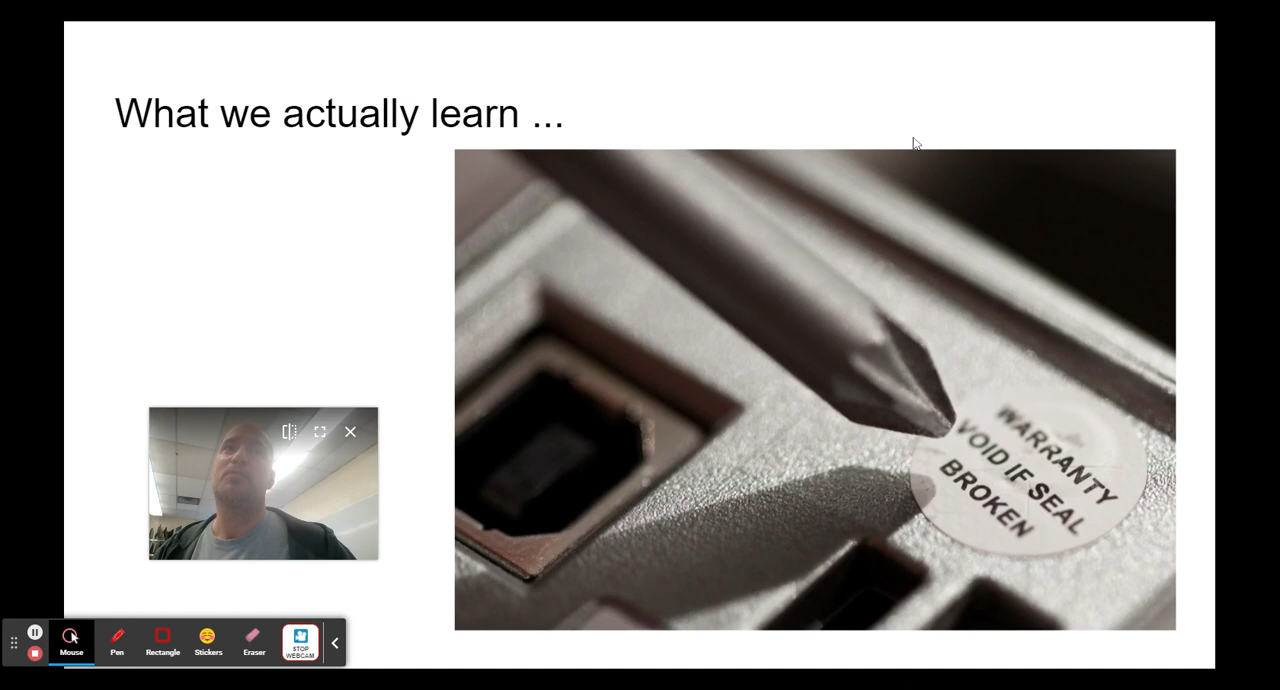 What we actually learn ...
WARRANTY
VOID IF SEAL
BROKEN
Mouse
Pen
Rectangle
Stickers
Eraser
STOP
WEBCAM